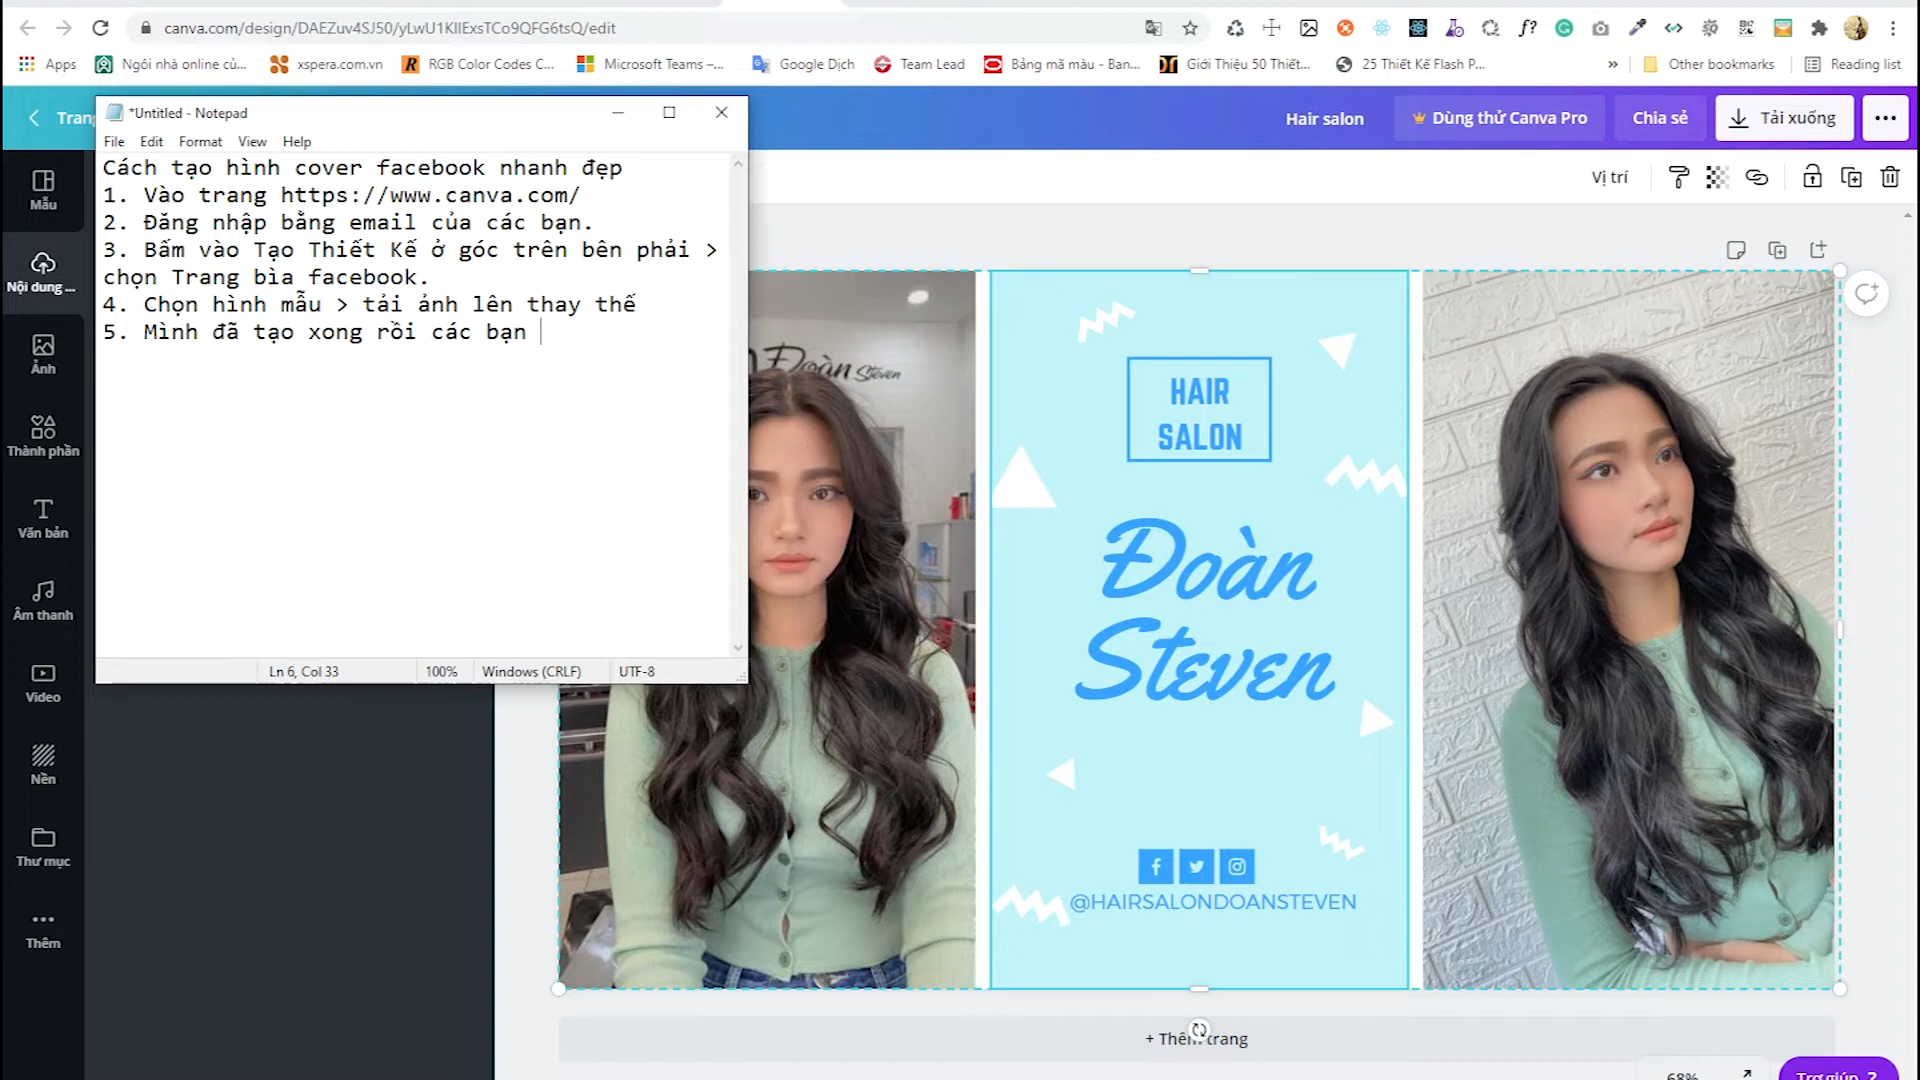 canva.com/design/DAEZuv4SJ50/yLwU1KIlExsTCo9QFG6tsQ/edit
Apps
Ngôi nhà online củ...
xspera.com.vn
RGB Color Codes C...
Microsoft Teams –...
Google Dịch
Team Lead
Bảng mã màu - Ban...
Giới Thiệu 50 Thiết...
25 Thiết Kế Flash P...
»
Other bookmarks
Reading list
Hair salon
Dùng thử Canva Pro
Chia sẻ
Tải xuống
*Untitled - Notepad
File Edit Format View Help
Cách tạo hình cover facebook nhanh đẹp
1. Vào trang https://www.canva.com/
2. Đăng nhập bằng email của các bạn.
3. Bấm vào Tạo Thiết Kế ở góc trên bên phải >
chọn Trang bìa facebook.
4. Chọn hình mẫu > tải ảnh lên thay thế
5. Mình đã tạo xong rồi các bạn
Ln 6, Col 33
100%
Windows (CRLF)
UTF-8
Vị trí
Mẫu
Nội dung ...
Ảnh
Thành phần
Văn bản
Âm thanh
Video
Nền
Thư mục
Thêm
Đoàn Steven
HAIR
SALON
Đoàn
Steven
@HAIRSALONDOANSTEVEN
68%
Trợ giúp ?